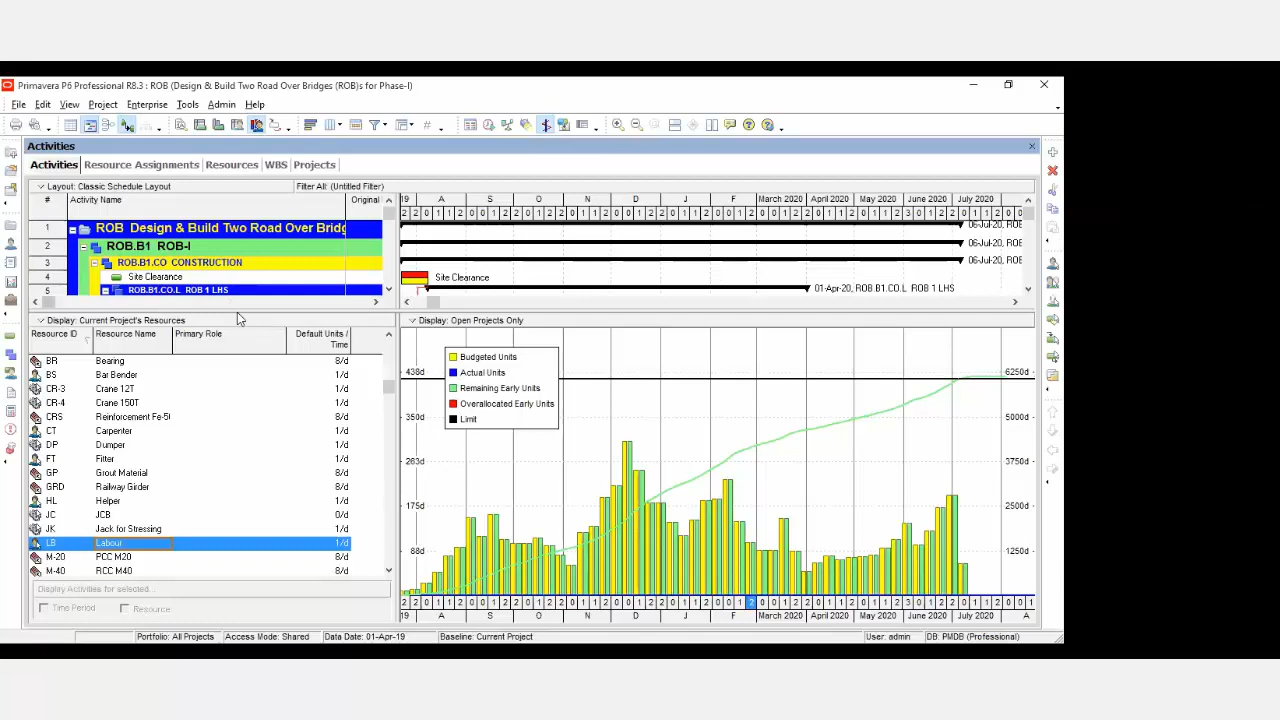 Primavera P6 Professional R8.3 : ROB (Design & Build Two Road Over Bridges (ROB)s for Phase-I)
File Edit View Project Enterprise Tools Admin Help
Activities
Activities Resource Assignments Resources WBS Projects
Layout: Classic Schedule Layout Filter All: (Untitled Filter)
# Activity Name Original
19 A S O N D J F March 2020 April 2020 May 2020 June 2020 July 2020
1 ROB Design & Build Two Road Over Bridg
06-Jul-20, ROB
2 ROB.B1 ROB-I
06-Jul-20, ROB
3 ROB.B1.CO CONSTRUCTION
06-Jul-20, ROB
4 Site Clearance
Site Clearance
5 ROB.B1.CO.L ROB 1 LHS
01-Apr-20, ROB.B1.CO.L ROB 1 LHS
Display: Current Project's Resources
Resource ID Resource Name Primary Role Default Units / Time
BR Bearing 8/d
BS Bar Bender 1/d
CR-3 Crane 12T 1/d
CR-4 Crane 150T 1/d
CRS Reinforcement Fe-5
CT Carpenter 1/d
DP Dumper 1/d
FT Fitter 1/d
GP Grout Material 8/d
GRD Railway Girder 8/d
HL Helper 1/d
JC JCB 0/d
JK Jack for Stressing 1/d
LB Labour 1/d
M-20 PCC M20 8/d
M-40 RCC M40 8/d
Display Activities for selected...
Time Period Resource
Display: Open Projects Only
Budgeted Units
Actual Units
Remaining Early Units
Overallocated Early Units
Limit
438d
350d
263d
175d
88d
6250d
5000d
3750d
2500d
1250d
19 A S O N D J F March 2020 April 2020 May 2020 June 2020 July 2020 A
Portfolio: All Projects Access Mode: Shared Data Date: 01-Apr-19 Baseline: Current Project User: admin DB: PMDB (Professional)